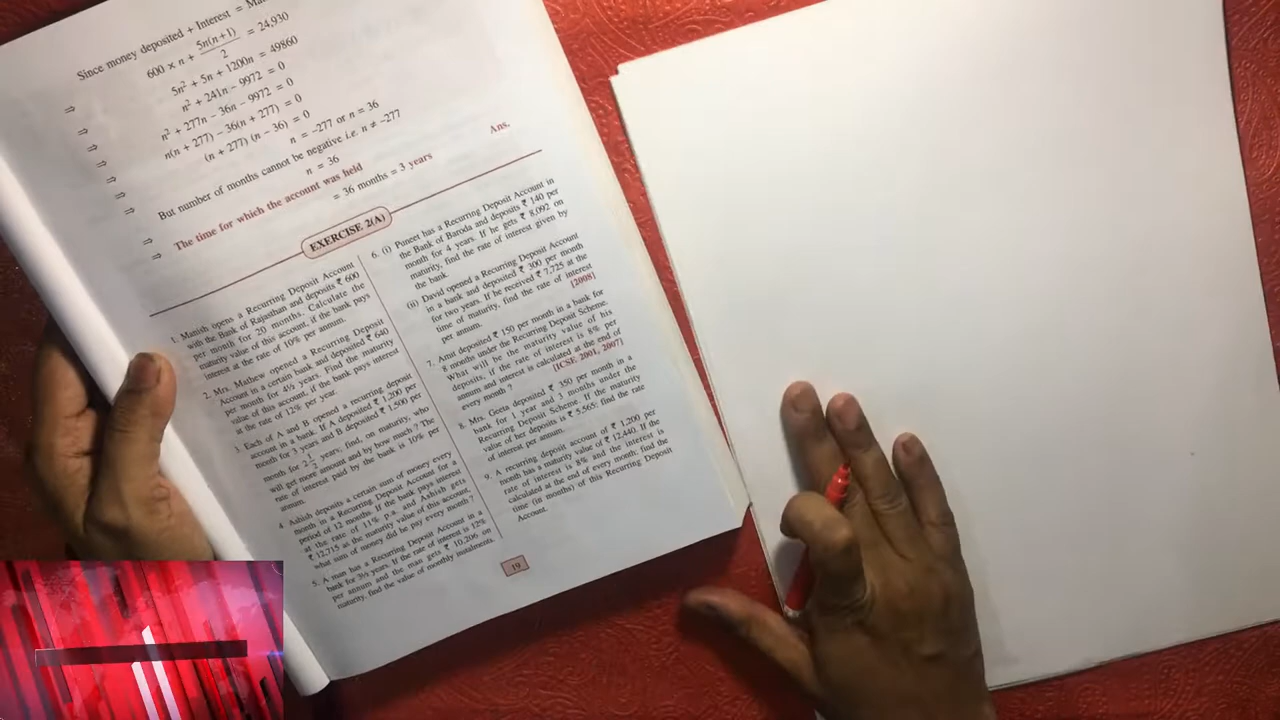 Since money deposited + Interest =
600 × n + 5n(n+1)/2 = 24,930
⇒ 5n² + 5n + 1200n = 49860
⇒ n² + 241n – 9972 = 0
⇒ n² + 277n – 36n – 9972 = 0
⇒ n(n + 277) – 36(n + 277) = 0
⇒ (n + 277) (n – 36) = 0
⇒ n = –277 or n = 36
But number of months cannot be negative i.e. n ≠ –277
⇒ n = 36
⇒ The time for which the account was held
= 36 months = 3 years
Ans.
EXERCISE 2(A)
1. Manish opens a Recurring Deposit Account
with the Bank of Rajasthan and deposits ₹ 600
per month for 20 months. Calculate the
maturity value of this account, if the bank pays
interest at the rate of 10% per annum.
2. Mrs. Mathew opened a Recurring Deposit
Account in a certain bank and deposited ₹ 640
per month for 4½ years. Find the maturity
value of this account, if the bank pays interest
at the rate of 12% per year.
3. Each of A and B opened a recurring deposit
account in a bank. If A deposited ₹ 1,200 per
month for 3 years and B deposited ₹ 1,500 per
month for 2 1/2 years; find, on maturity, who
will get more amount and by how much ? The
rate of interest paid by the bank is 10% per
annum.
4. Ashish deposits a certain sum of money every
month in a Recurring Deposit Account for a
period of 12 months. If the bank pays interest
at the rate of 11% p.a. and Ashish gets
₹ 12,715 as the maturity value of this account,
what sum of money did he pay every month ?
5. A man has a Recurring Deposit Account in a
bank for 3½ years. If the rate of interest is 12%
per annum and the man gets ₹ 10,206 on
maturity, find the value of monthly instalments.
6. (i) Puneet has a Recurring Deposit Account in
the Bank of Baroda and deposits ₹ 140 per
month for 4 years. If he gets ₹ 8,092 on
maturity, find the rate of interest given by
the bank.
(ii) David opened a Recurring Deposit Account
in a bank and deposited ₹ 300 per month
for two years. If he received ₹ 7,725 at the
time of maturity, find the rate of interest
per annum. [2008]
7. Amit deposited ₹ 150 per month in a bank for
8 months under the Recurring Deposit Scheme.
What will be the maturity value of his
deposits, if the rate of interest is 8% per
annum and interest is calculated at the end of
every month ? [ICSE, 2001, 2007]
8. Mrs. Geeta deposited ₹ 350 per month in a
bank for 1 year and 3 months under the
Recurring Deposit Scheme. If the maturity
value of her deposits is ₹ 5,565; find the rate
of interest per annum.
9. A recurring deposit account of ₹ 1,200 per
month has a maturity value of ₹ 12,440. If the
rate of interest is 8% and the interest is
calculated at the end of every month; find the
time (in months) of this Recurring Deposit
Account.
19